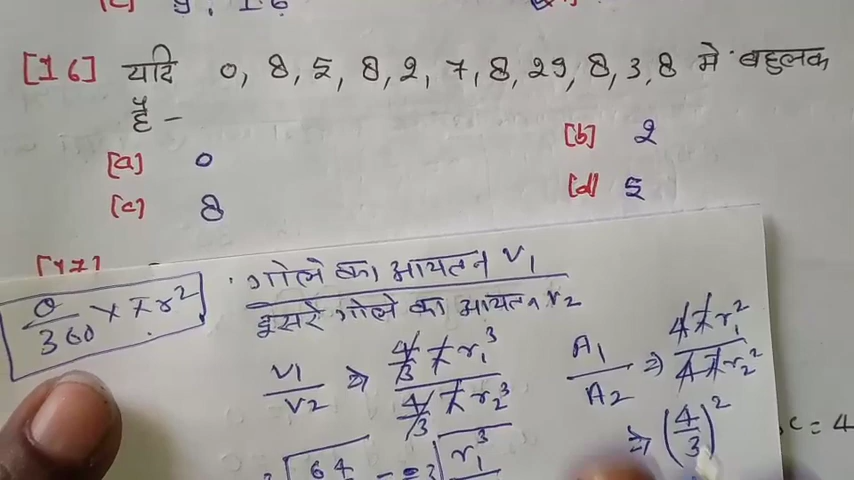 [16] यदि 0, 8, 5, 8, 2, 7, 8, 29, 8, 3, 8 मे बहुलक
है -
[a] 0
[b] 2
[c] 8
[d] 5
[17]
θ/360 × πr²
गोले का आयतन V₁
दूसरे गोले का आयतन V₂
V₁/V₂ ⇒ 4/3 πr₁³ / 4/3 πr₂³
A₁/A₂ ⇒ 4πr₁² / 4πr₂²
⇒ (4/3)²
c = 4